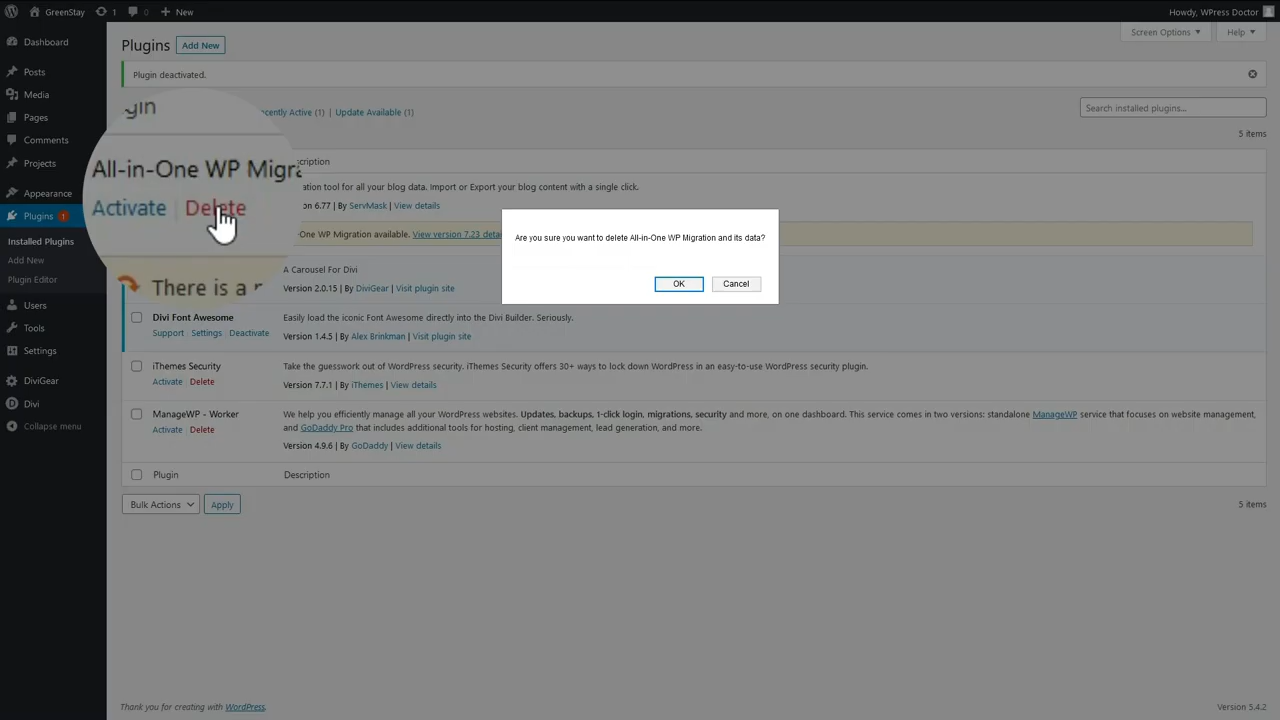 GreenStay 1 0 New Howdy, WPress Doctor
Dashboard
Posts
Media
Pages
Comments
Projects
Appearance
Plugins 1
Installed Plugins
Add New
Plugin Editor
Users
Tools
Settings
DiviGear
Divi
Collapse menu
Screen Options Help
Plugins Add New
Plugin deactivated.
Recently Active (1) | Update Available (1)
Search installed plugins...
5 items
All-in-One WP
Activate | Delete
There is a
6.77 | By ServMask | View details
tool for all your blog data. Import or Export your blog content with a single click.
One WP Migration available. View version 7.23
Are you sure you want to delete All-in-One WP Migration and its data?
OK Cancel
A Carousel For Divi
Version 2.0.15 | By DiviGear | Visit plugin site
Divi Font Awesome Easily load the iconic Font Awesome directly into the Divi Builder. Seriously.
Support | Settings | Deactivate
Version 1.4.5 | By Alex Brinkman | Visit plugin site
iThemes Security Take the guesswork out of WordPress security. iThemes Security offers 30+ ways to lock down WordPress in an easy-to-use WordPress security plugin.
Activate | Delete
Version 7.7.1 | By iThemes | View details
ManageWP - Worker We help you efficiently manage all your WordPress websites. Updates, backups, 1-click login, migrations, security and more, on one dashboard. This service comes in two versions: standalone ManageWP service that focuses on website management,
Activate | Delete and GoDaddy Pro that includes additional tools for hosting, client management, lead generation, and more.
Version 4.9.6 | By GoDaddy | View details
Plugin Description
Bulk Actions Apply 5 items
Thank you for creating with WordPress. Version 5.4.2